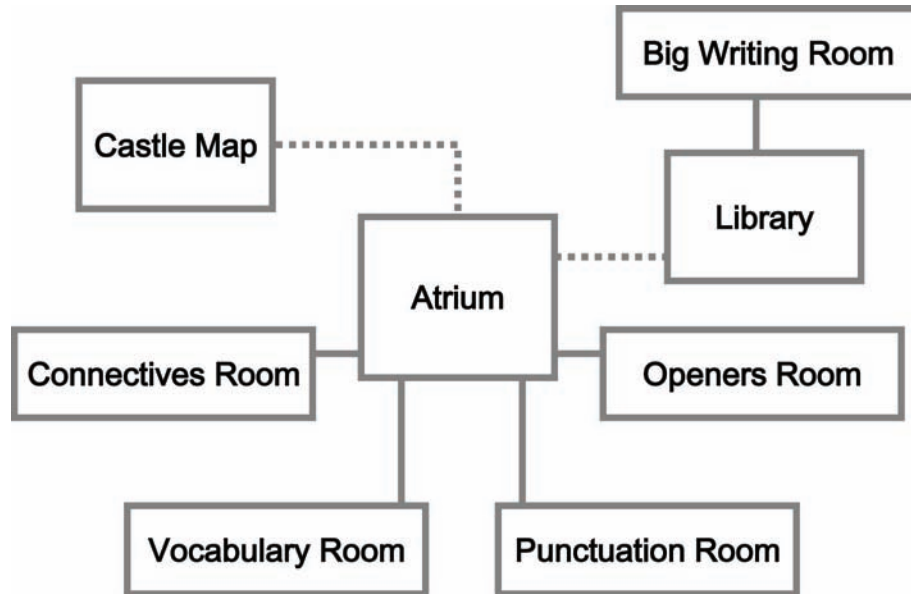 Big Writing Room
Castle Map
Library
Atrium
Connectives Room
Openers Room
Vocabulary Room
Punctuation Room